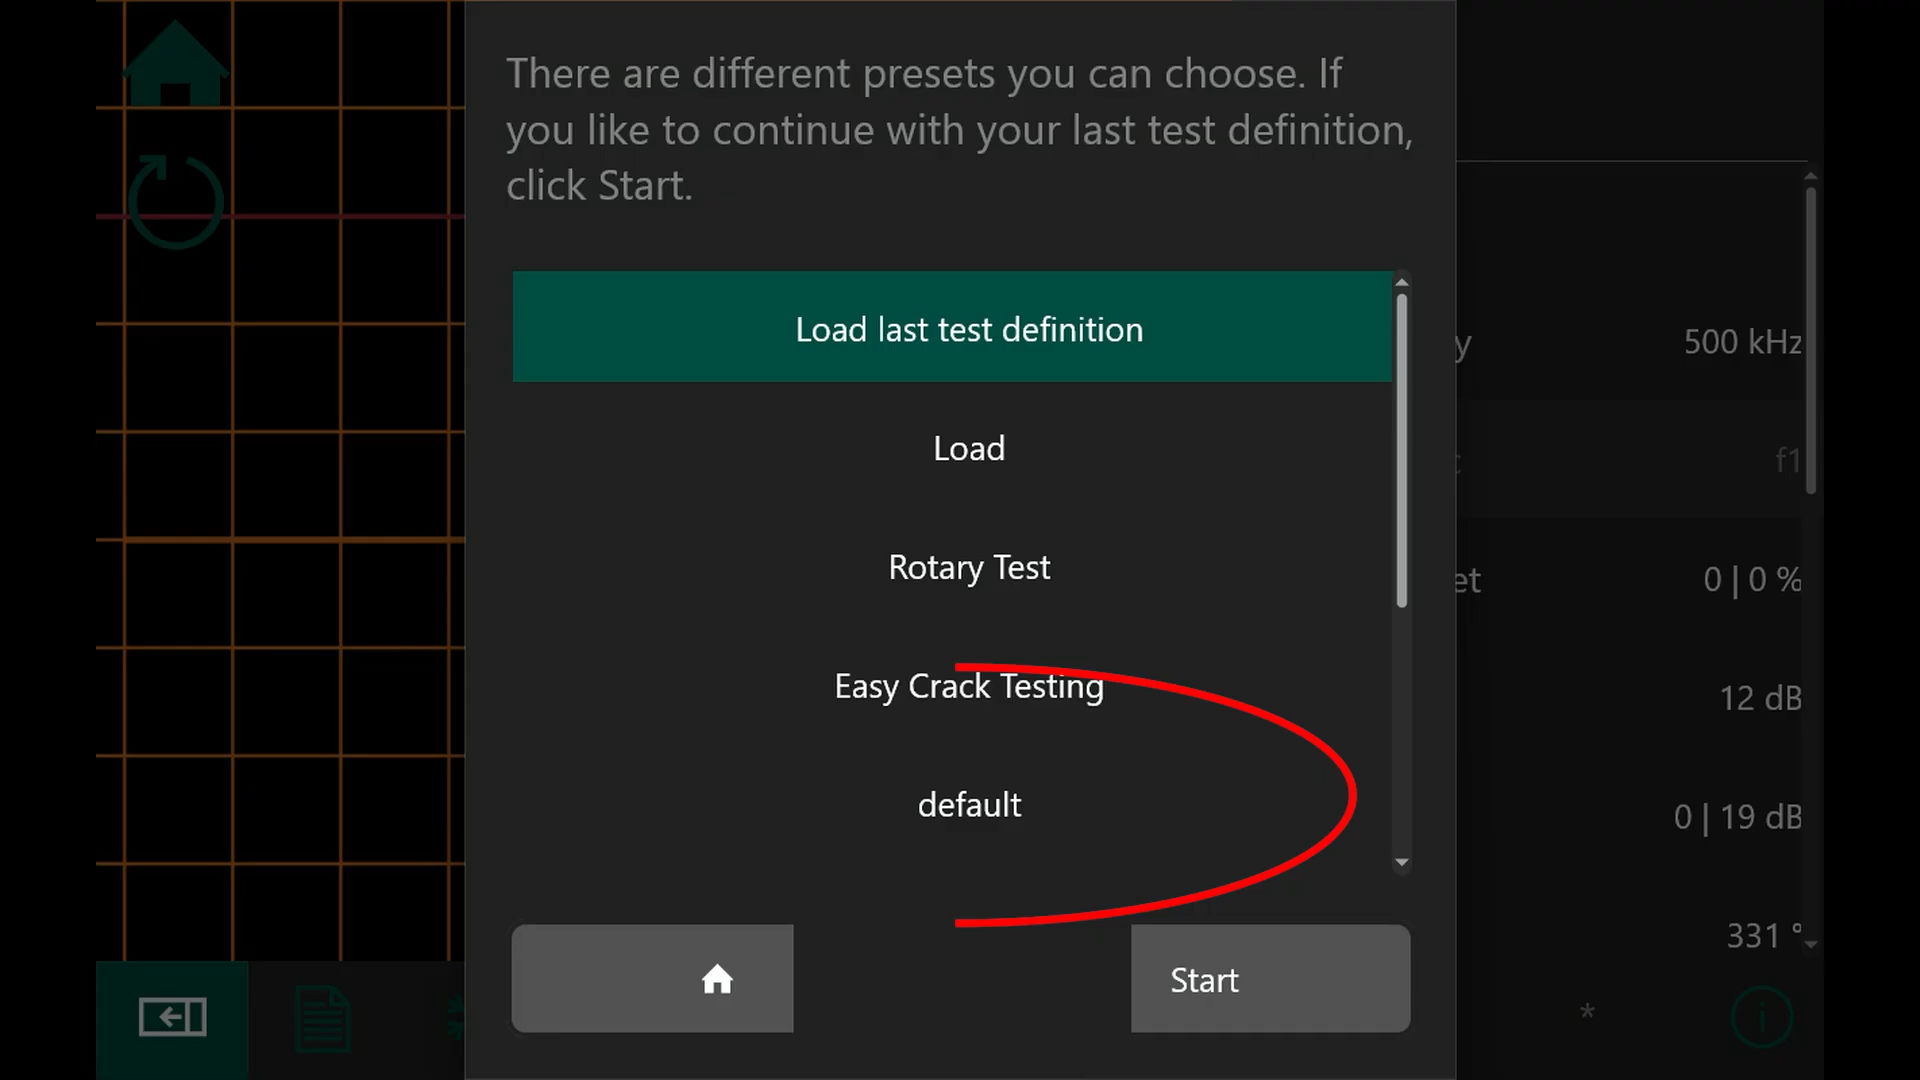 There are different presets you can choose. If
you like to continue with your last test definition,
click Start.
Load last test definition
Load
Rotary Test
Easy Crack Testing
default
Start
y
500 kHz
c
f1
et
0 | 0 %
12 dB
0 | 19 dB
331 °
*